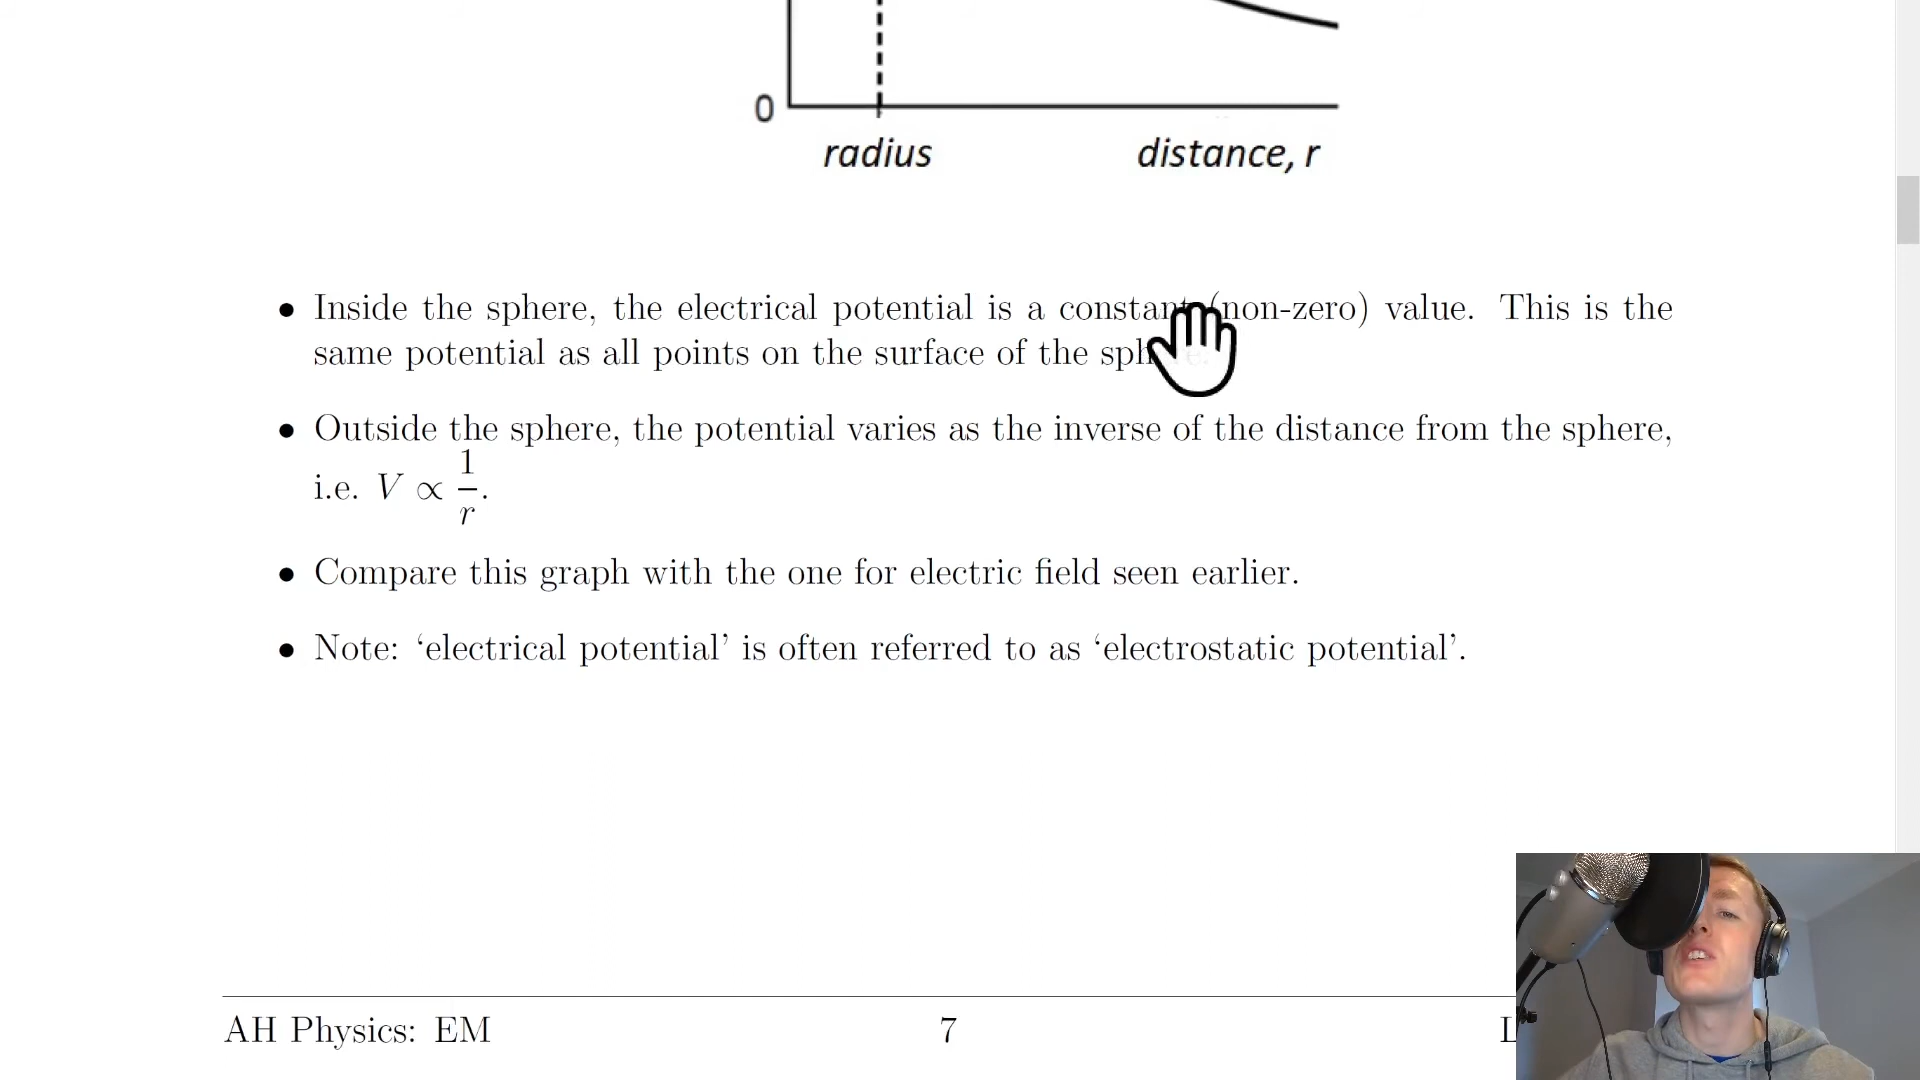 0
radius
distance, r
• Inside the sphere, the electrical potential is a constant (non-zero) value. This is the
same potential as all points on the surface of the
• Outside the sphere, the potential varies as the inverse of the distance from the sphere,
i.e. V ∝ 1/r.
• Compare this graph with the one for electric field seen earlier.
• Note: ‘electrical potential’ is often referred to as ‘electrostatic potential’.
AH Physics: EM
7